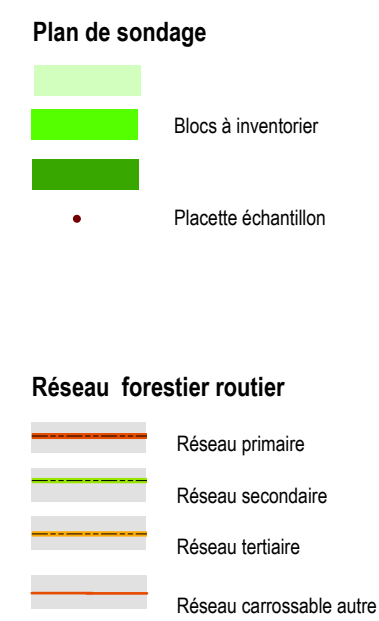 Plan de sondage
Blocs à inventorier
Placette échantillon
Réseau forestier routier
Réseau primaire
Réseau secondaire
Réseau tertiaire
Réseau carrossable autre